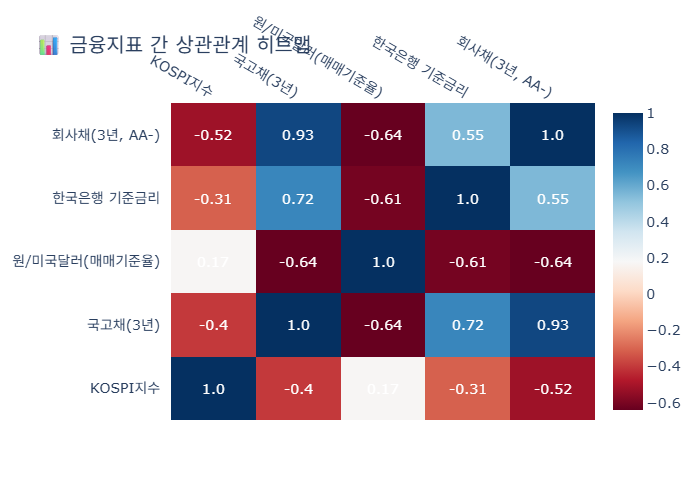 📊 금융지표 간 상관관계 히트맵
KOSPI지수
국고채(3년)
원/미국달러(매매기준율)
한국은행 기준금리
회사채(3년, AA-)
회사채(3년, AA-) -0.52 0.93 -0.64 0.55 1.0
한국은행 기준금리 -0.31 0.72 -0.61 1.0 0.55
원/미국달러(매매기준율) 0.17 -0.64 1.0 -0.61 -0.64
국고채(3년) -0.4 1.0 -0.64 0.72 0.93
KOSPI지수 1.0 -0.4 0.17 -0.31 -0.52
1
0.8
0.6
0.4
0.2
0
−0.2
−0.4
−0.6